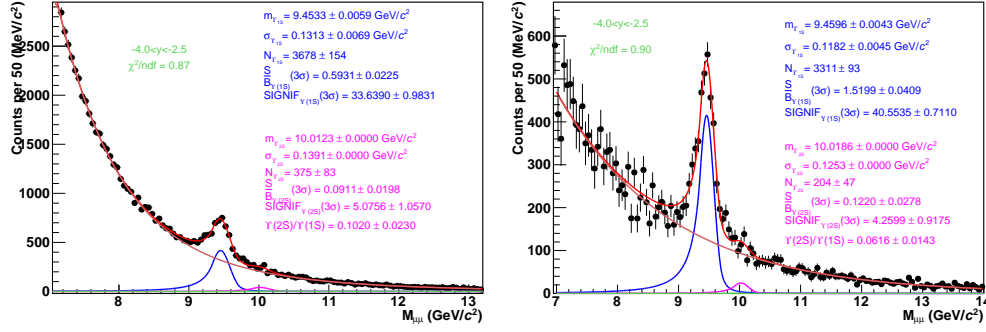 Counts per 50 (MeV/c²)
2500
2000
1500
1000
500
0
8
9
10
11
12
13
M_μμ (GeV/c²)
-4.0<y<-2.5
χ²/ndf = 0.87
m_Υ1S = 9.4533 ± 0.0059 GeV/c²
σ_Υ1S = 0.1313 ± 0.0069 GeV/c²
N_Υ1S = 3678 ± 154
S/B_Υ(1S) (3σ) = 0.5931 ± 0.0225
SIGNIF_Υ(1S) (3σ) = 33.6390 ± 0.9831
m_Υ2S = 10.0123 ± 0.0000 GeV/c²
σ_Υ2S = 0.1391 ± 0.0000 GeV/c²
N_Υ2S = 375 ± 83
S/B_Υ(2S) (3σ) = 0.0911 ± 0.0198
SIGNIF_Υ(2S) (3σ) = 5.0756 ± 1.0570
Υ(2S)/Υ(1S) = 0.1020 ± 0.0230
Counts per 50 (MeV/c²)
600
500
400
300
200
100
0
7
8
9
10
11
12
13
14
M_μμ (GeV/c²)
-4.0<y<-2.5
χ²/ndf = 0.90
m_Υ1S = 9.4596 ± 0.0043 GeV/c²
σ_Υ1S = 0.1182 ± 0.0045 GeV/c²
N_Υ1S = 3311 ± 93
S/B_Υ(1S) (3σ) = 1.5199 ± 0.0409
SIGNIF_Υ(1S) (3σ) = 40.5535 ± 0.7110
m_Υ2S = 10.0186 ± 0.0000 GeV/c²
σ_Υ2S = 0.1253 ± 0.0000 GeV/c²
N_Υ2S = 204 ± 47
S/B_Υ(2S) (3σ) = 0.1220 ± 0.0278
SIGNIF_Υ(2S) (3σ) = 4.2599 ± 0.9175
Υ(2S)/Υ(1S) = 0.0616 ± 0.0143